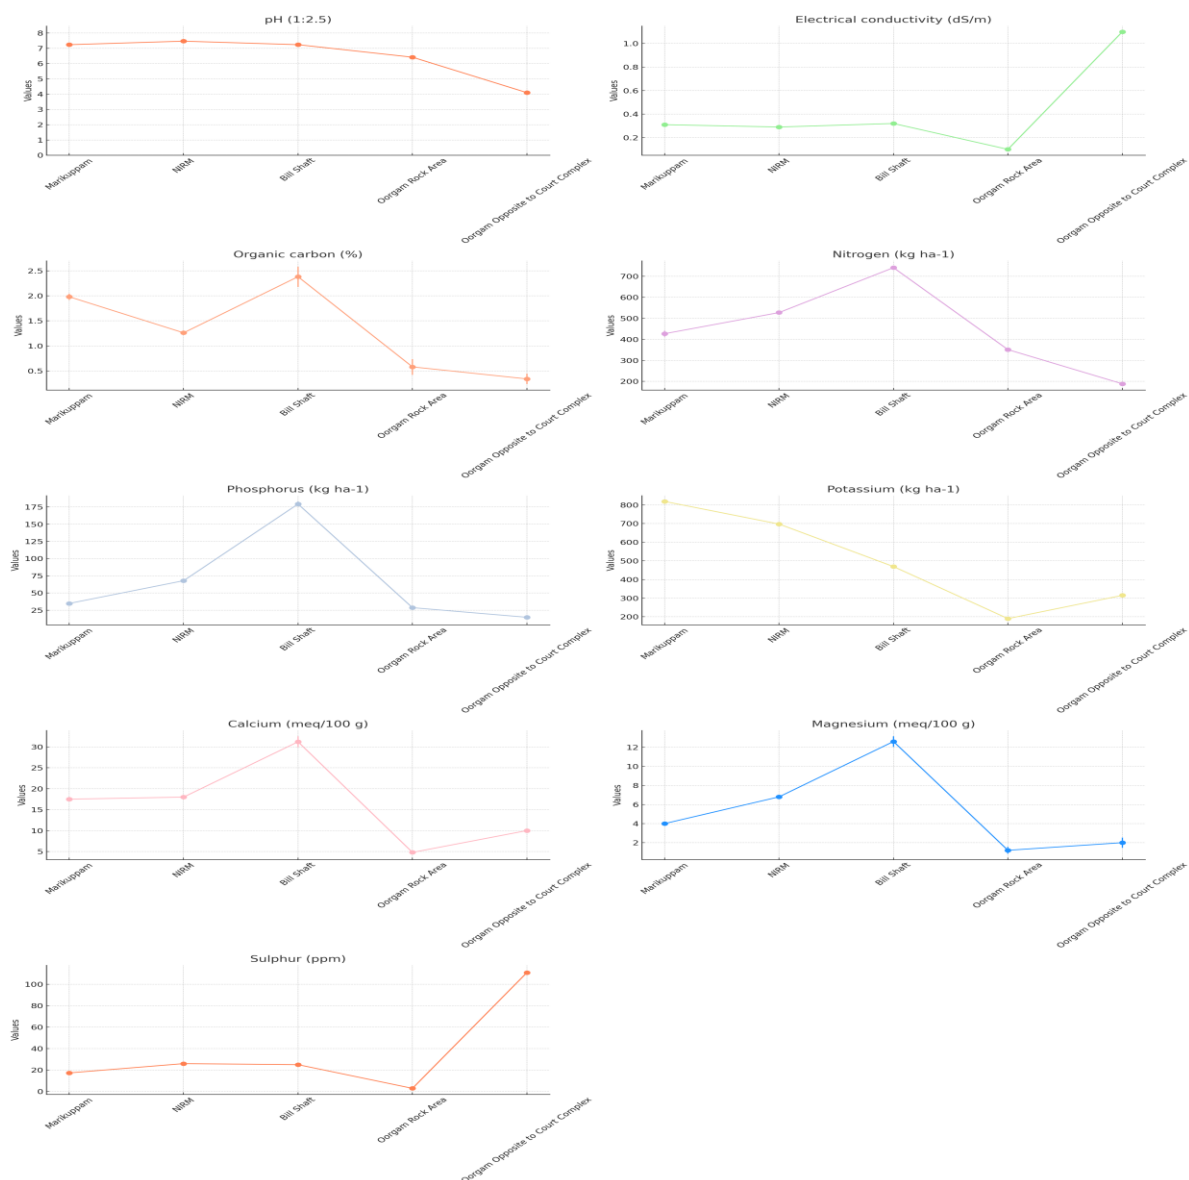 pH (1:2.5)
Values
8
7
6
5
4
3
2
1
0
Marikuppam
NIRM
Bill Shaft
Oorgam Rock Area
Oorgam Opposite to Court Complex
Electrical conductivity (dS/m)
Values
1.0
0.8
0.6
0.4
0.2
Marikuppam
NIRM
Bill Shaft
Oorgam Rock Area
Oorgam Opposite to Court Complex
Organic carbon (%)
Values
2.5
2.0
1.5
1.0
0.5
Marikuppam
NIRM
Bill Shaft
Oorgam Rock Area
Oorgam Opposite to Court Complex
Nitrogen (kg ha-1)
Values
700
600
500
400
300
200
Marikuppam
NIRM
Bill Shaft
Oorgam Rock Area
Oorgam Opposite to Court Complex
Phosphorus (kg ha-1)
Values
175
150
125
100
75
50
25
Marikuppam
NIRM
Bill Shaft
Oorgam Rock Area
Oorgam Opposite to Court Complex
Potassium (kg ha-1)
Values
800
700
600
500
400
300
200
Marikuppam
NIRM
Bill Shaft
Oorgam Rock Area
Oorgam Opposite to Court Complex
Calcium (meq/100 g)
Values
30
25
20
15
10
5
Marikuppam
NIRM
Bill Shaft
Oorgam Rock Area
Oorgam Opposite to Court Complex
Magnesium (meq/100 g)
Values
12
10
8
6
4
2
Marikuppam
NIRM
Bill Shaft
Oorgam Rock Area
Oorgam Opposite to Court Complex
Sulphur (ppm)
Values
100
80
60
40
20
0
Marikuppam
NIRM
Bill Shaft
Oorgam Rock Area
Oorgam Opposite to Court Complex